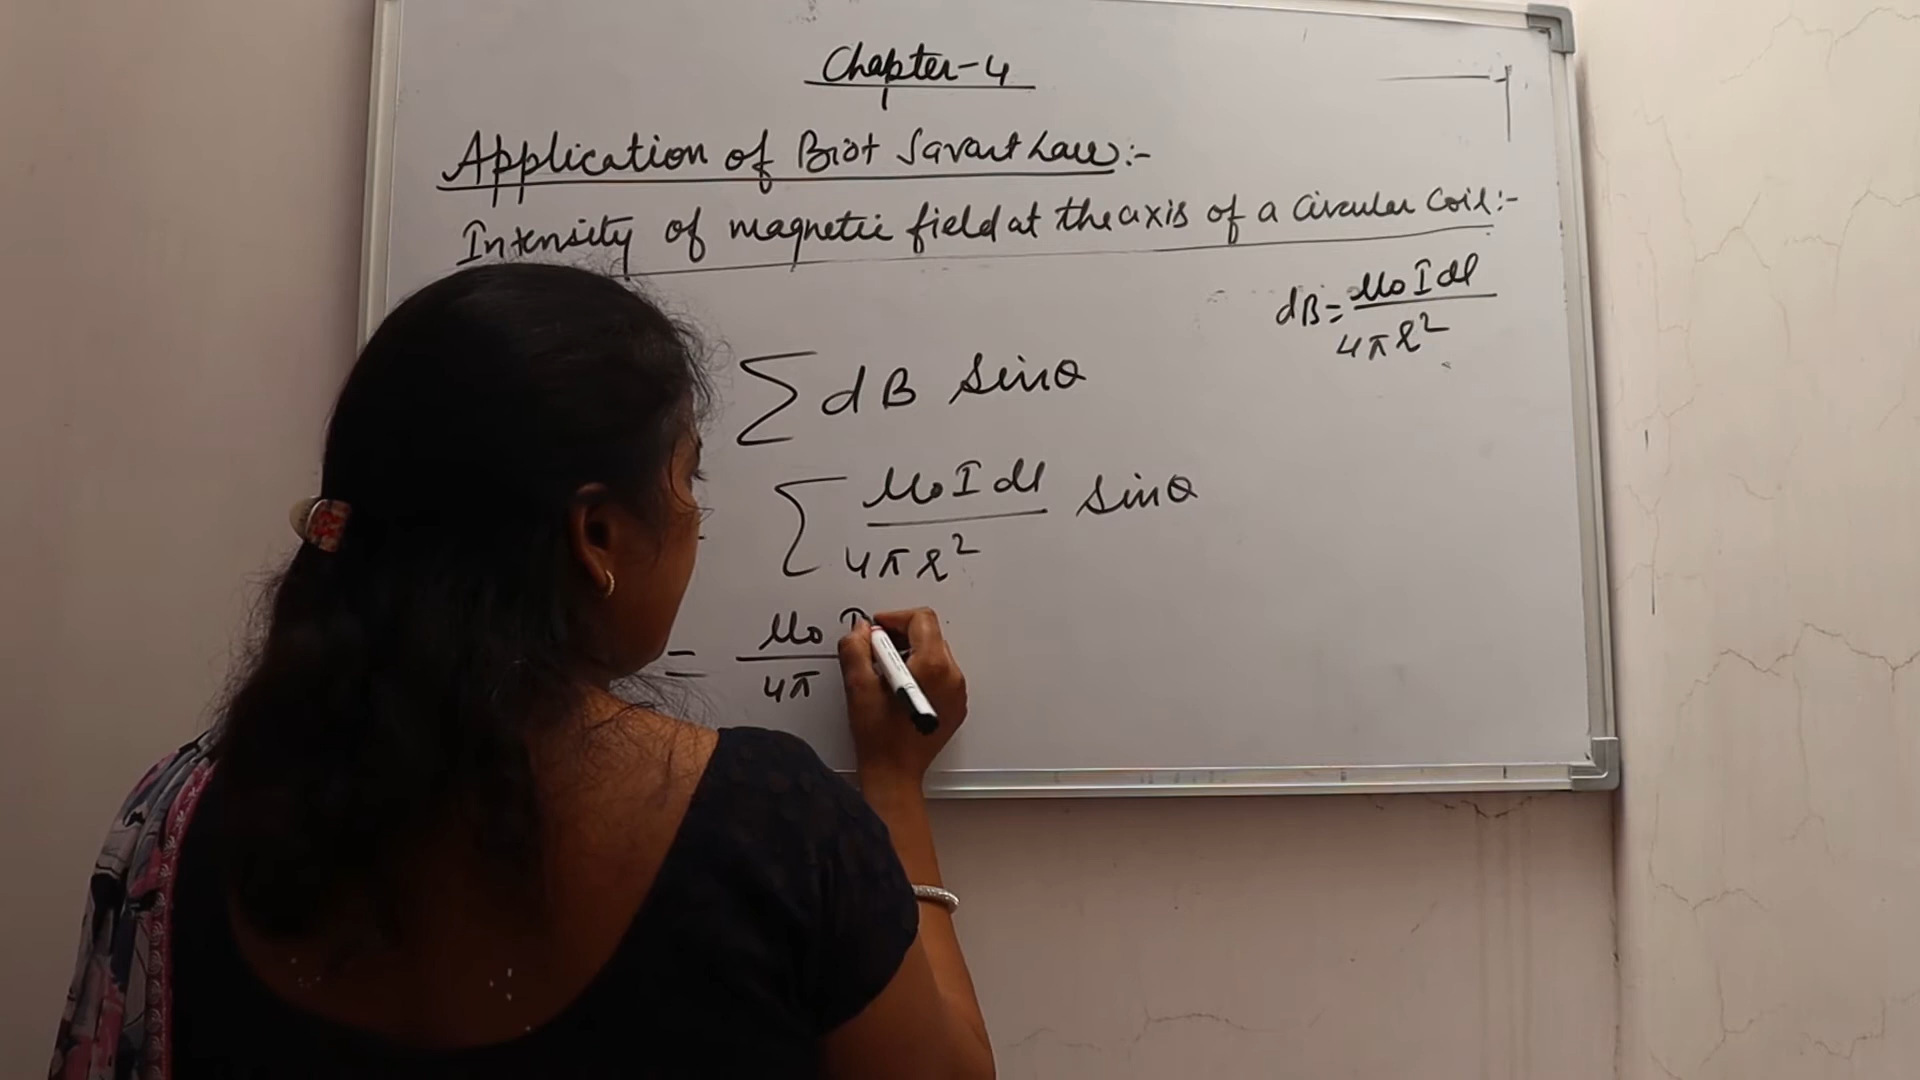 Chapter-4
Application of Biot Savart Law:-
Intensity of magnetic field at the axis of a circular coil:-
dB = μ₀ I dl / 4π r²
∑ dB sinθ
∑ μ₀ I dl / 4π r² sinθ
= μ₀ / 4π